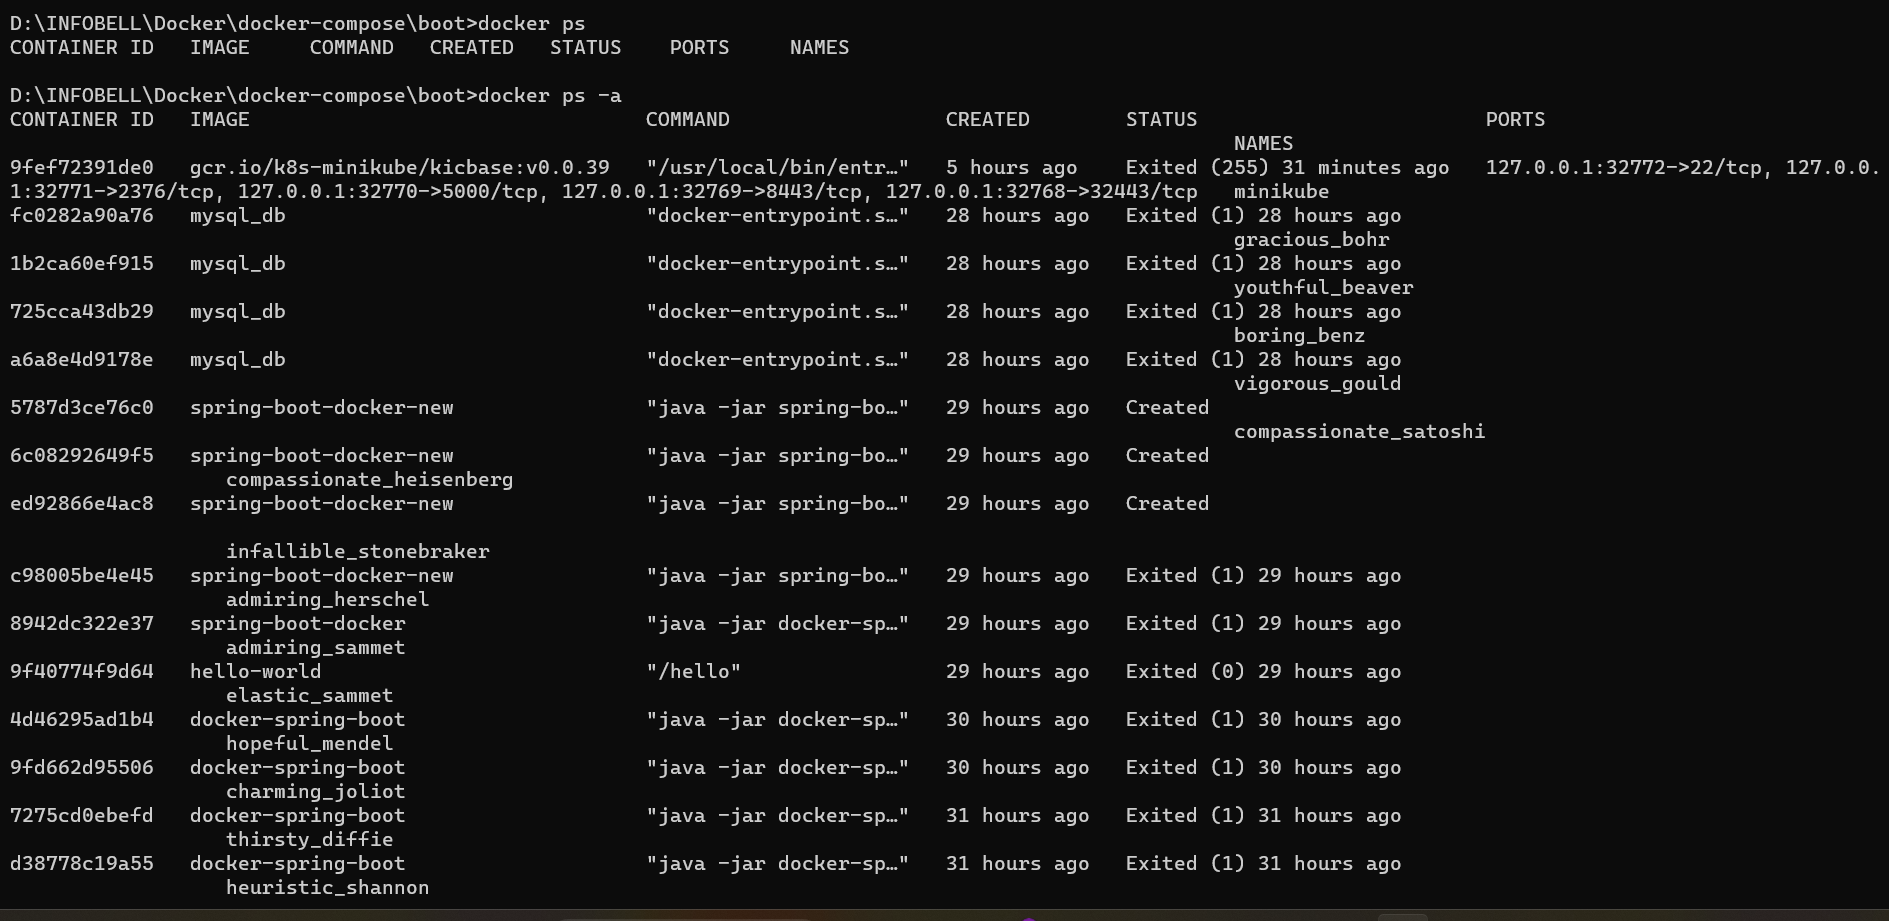 D:\INFOBELL\Docker\docker-compose\boot>docker ps
CONTAINER ID   IMAGE     COMMAND   CREATED   STATUS    PORTS     NAMES
D:\INFOBELL\Docker\docker-compose\boot>docker ps -a
CONTAINER ID   IMAGE                                 COMMAND                  CREATED        STATUS                        PORTS
NAMES
9fef72391de0   gcr.io/k8s-minikube/kicbase:v0.0.39   "/usr/local/bin/entr…"   5 hours ago    Exited (255) 31 minutes ago   127.0.0.1:32772->22/tcp, 127.0.0.
1:32771->2376/tcp, 127.0.0.1:32770->5000/tcp, 127.0.0.1:32769->8443/tcp, 127.0.0.1:32768->32443/tcp   minikube
fc0282a90a76   mysql_db                              "docker-entrypoint.s…"   28 hours ago   Exited (1) 28 hours ago
gracious_bohr
1b2ca60ef915   mysql_db                              "docker-entrypoint.s…"   28 hours ago   Exited (1) 28 hours ago
youthful_beaver
725cca43db29   mysql_db                              "docker-entrypoint.s…"   28 hours ago   Exited (1) 28 hours ago
boring_benz
a6a8e4d9178e   mysql_db                              "docker-entrypoint.s…"   28 hours ago   Exited (1) 28 hours ago
vigorous_gould
5787d3ce76c0   spring-boot-docker-new                "java -jar spring-bo…"   29 hours ago   Created
compassionate_satoshi
6c08292649f5   spring-boot-docker-new                "java -jar spring-bo…"   29 hours ago   Created
compassionate_heisenberg
ed92866e4ac8   spring-boot-docker-new                "java -jar spring-bo…"   29 hours ago   Created
infallible_stonebraker
c98005be4e45   spring-boot-docker-new                "java -jar spring-bo…"   29 hours ago   Exited (1) 29 hours ago
admiring_herschel
8942dc322e37   spring-boot-docker                    "java -jar docker-sp…"   29 hours ago   Exited (1) 29 hours ago
admiring_sammet
9f40774f9d64   hello-world                           "/hello"                 29 hours ago   Exited (0) 29 hours ago
elastic_sammet
4d46295ad1b4   docker-spring-boot                    "java -jar docker-sp…"   30 hours ago   Exited (1) 30 hours ago
hopeful_mendel
9fd662d95506   docker-spring-boot                    "java -jar docker-sp…"   30 hours ago   Exited (1) 30 hours ago
charming_joliot
7275cd0ebefd   docker-spring-boot                    "java -jar docker-sp…"   31 hours ago   Exited (1) 31 hours ago
thirsty_diffie
d38778c19a55   docker-spring-boot                    "java -jar docker-sp…"   31 hours ago   Exited (1) 31 hours ago
heuristic_shannon